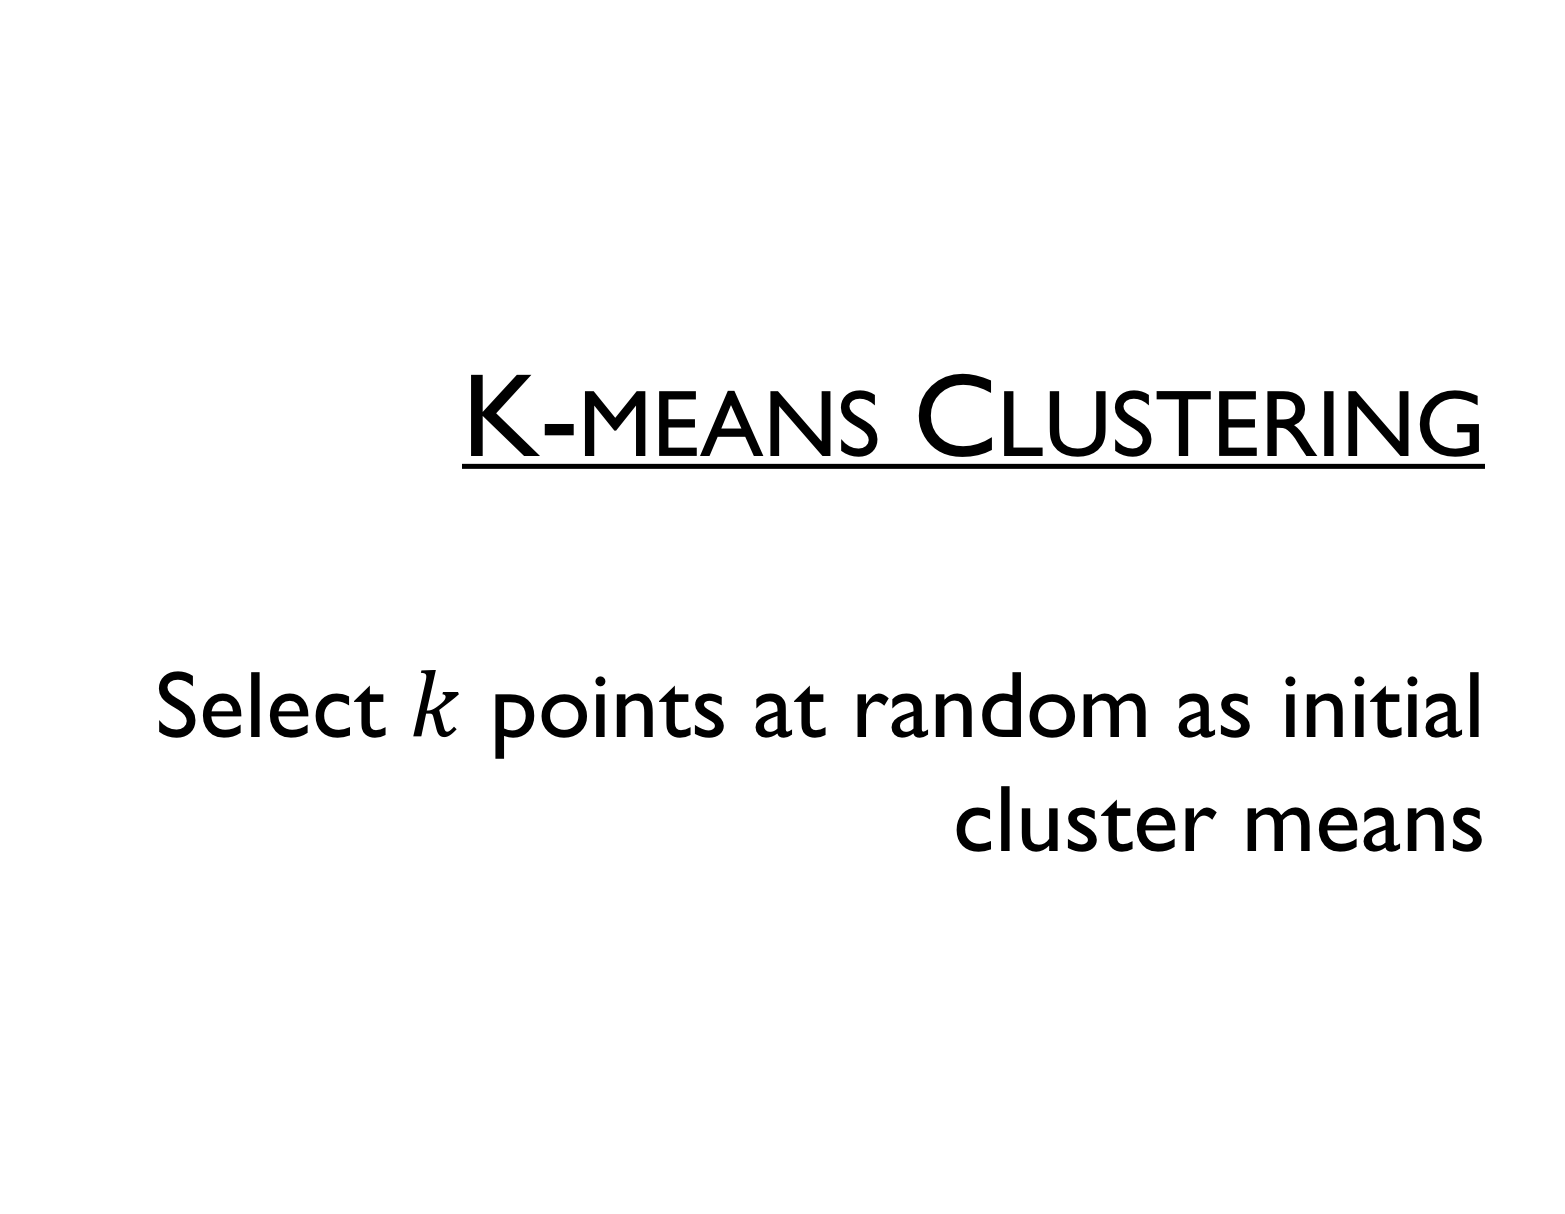 K-MEANS CLUSTERING
Select k points at random as initial
cluster means